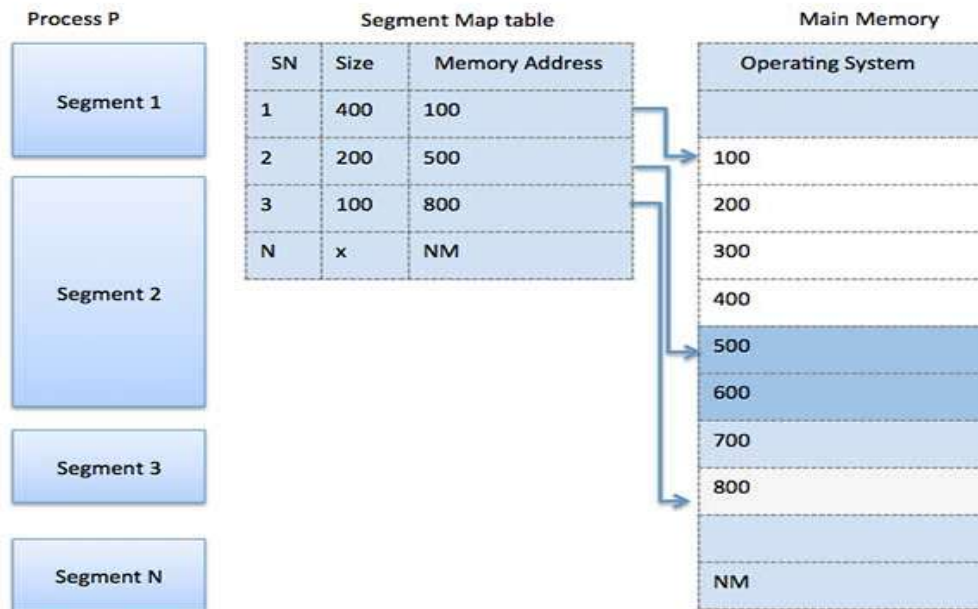 Process P
Segment 1
Segment 2
Segment 3
Segment N
Segment Map table
SN Size Memory Address
1 400 100
2 200 500
3 100 800
N x NM
Main Memory
Operating System
100
200
300
400
500
600
700
800
NM